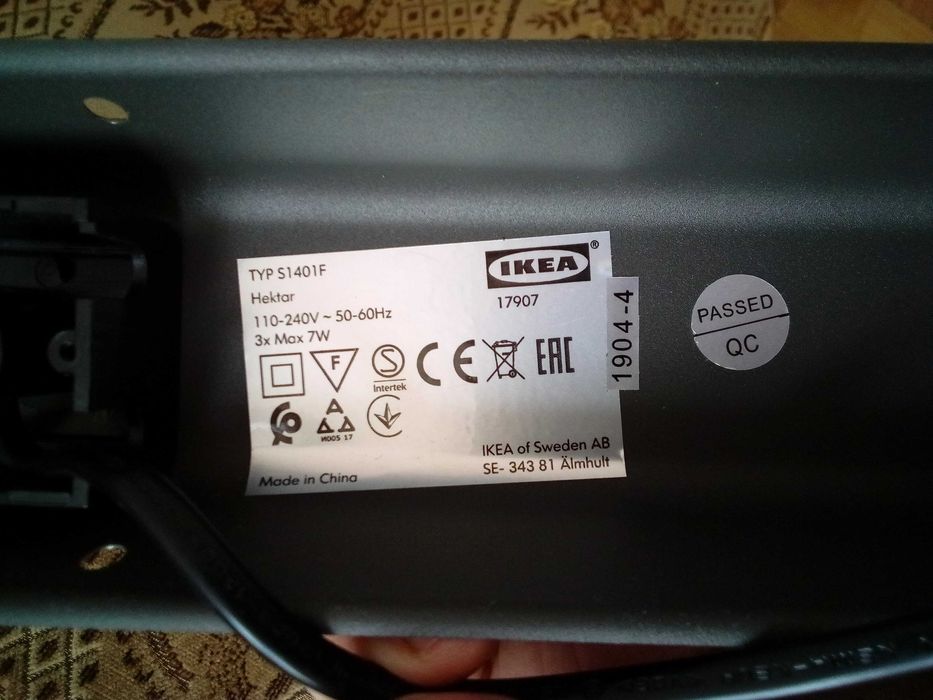 TYP S1401F
Hektar
110-240V ~ 50-60Hz
3x Max 7W
IKEA®
17907
F
S
Intertek
CE
EAC
A
И005 17
IKEA of Sweden AB
SE- 343 81 Älmhult
Made in China
1904-4
PASSED
QC